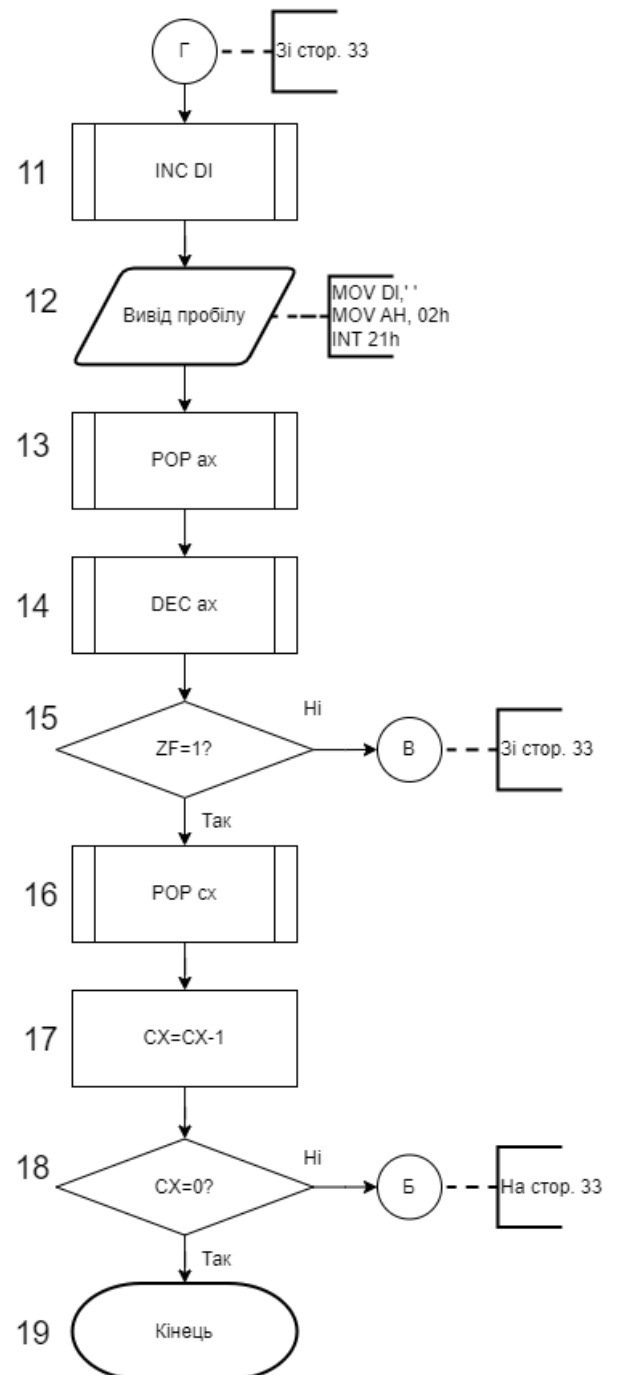 Г
Зі стор. 33
11
INC DI
12
Вивід пробілу
MOV DI,' '
MOV AH, 02h
INT 21h
13
POP ax
14
DEC ax
15
ZF=1?
Ні
В
Зі стор. 33
Так
16
POP cx
17
CX=CX-1
18
CX=0?
Ні
Б
На стор. 33
Так
19
Кінець